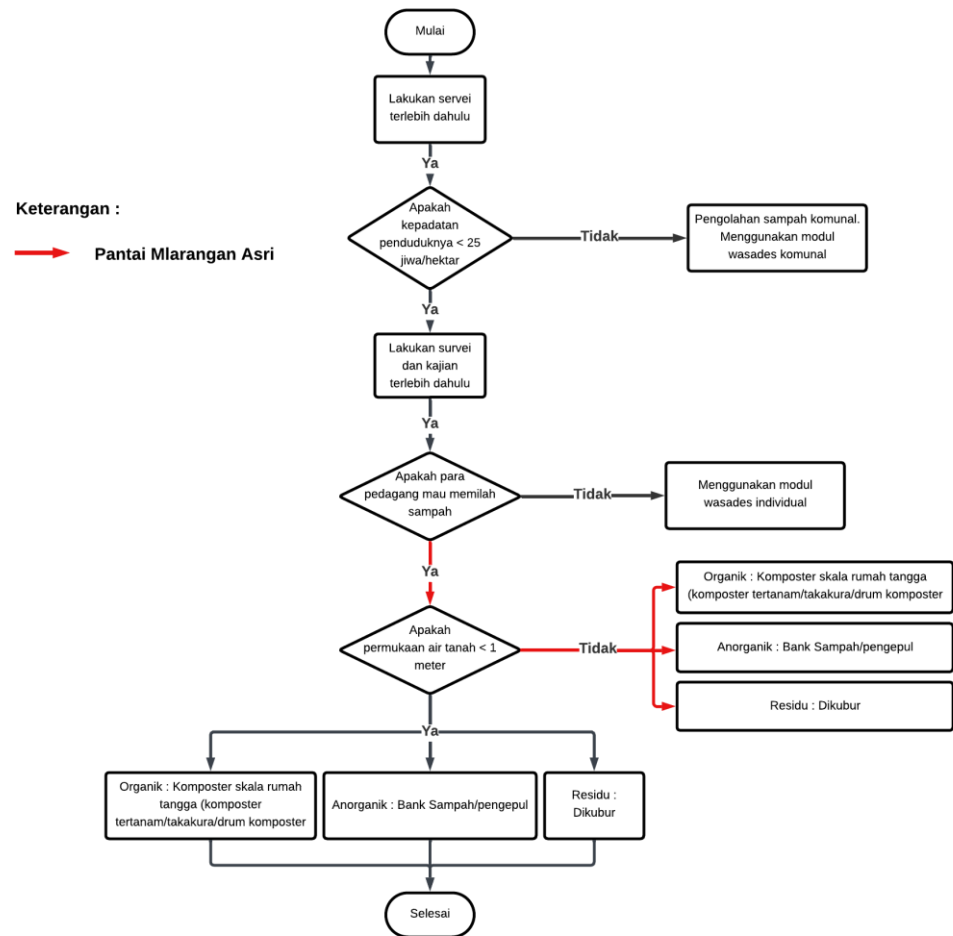 Mulai
Lakukan servei
terlebih dahulu
Ya
Keterangan :
Pantai Mlarangan Asri
Apakah
kepadatan
penduduknya < 25
jiwa/hektar
Tidak
Pengolahan sampah komunal.
Menggunakan modul
wasades komunal
Ya
Lakukan survei
dan kajian
terlebih dahulu
Ya
Apakah para
pedagang mau memilah
sampah
Tidak
Menggunakan modul
wasades individual
Ya
Apakah
permukaan air tanah < 1
meter
Tidak
Organik : Komposter skala rumah tangga
(komposter tertanam/takakura/drum komposter
Anorganik : Bank Sampah/pengepul
Residu : Dikubur
Ya
Organik : Komposter skala rumah
tangga (komposter
tertanam/takakura/drum komposter
Anorganik : Bank Sampah/pengepul
Residu :
Dikubur
Selesai